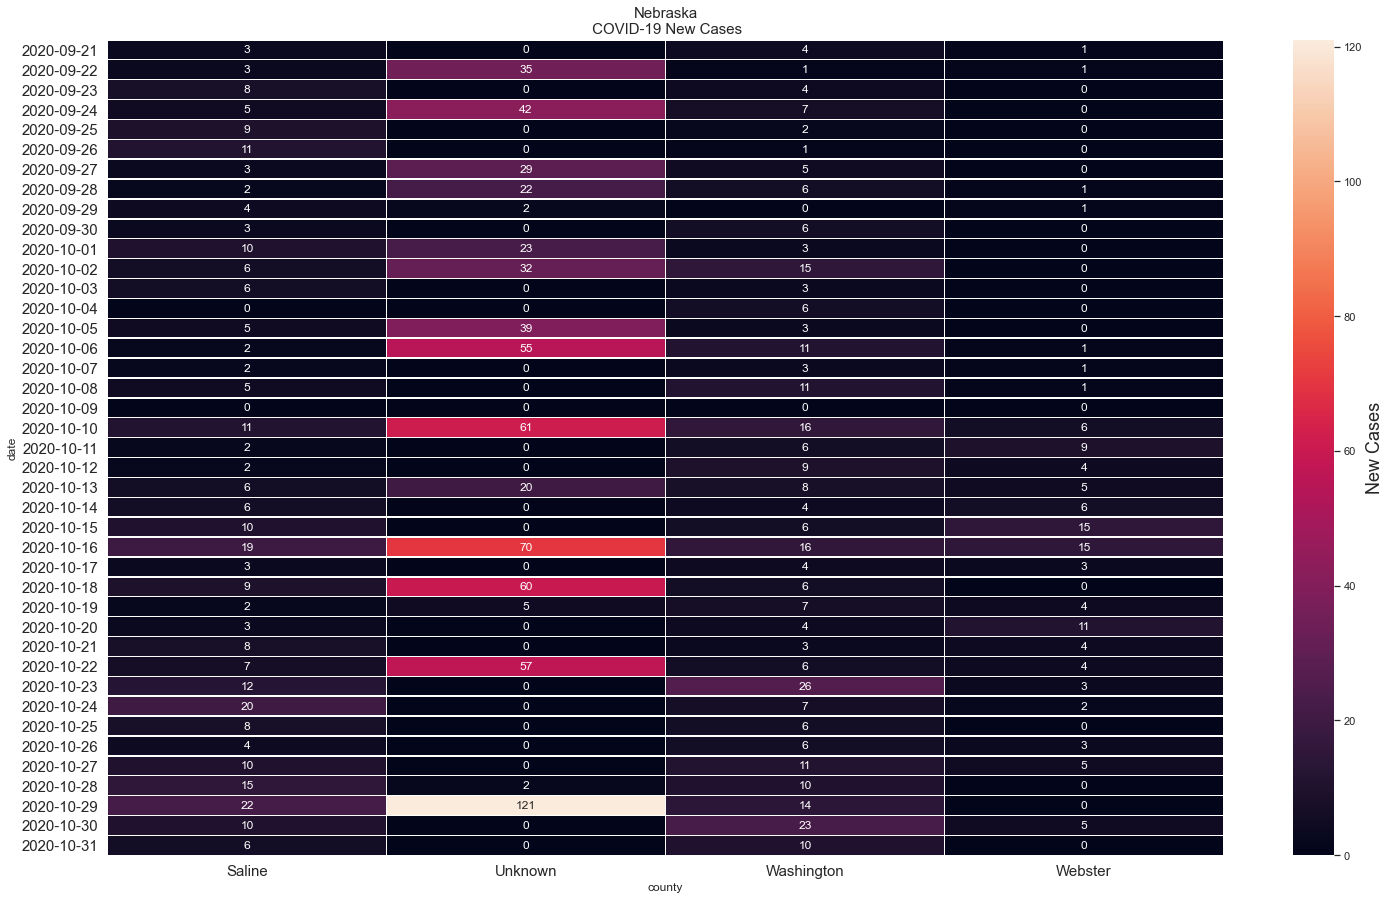 Nebraska
COVID-19 New Cases
2020-09-21 3 0 4 1
2020-09-22 3 35 1 1
2020-09-23 8 0 4 0
2020-09-24 5 42 7 0
2020-09-25 9 0 2 0
2020-09-26 11 0 1 0
2020-09-27 3 29 5 0
2020-09-28 2 22 6 1
2020-09-29 4 2 0 1
2020-09-30 3 0 6 0
2020-10-01 10 23 3 0
2020-10-02 6 32 15 0
2020-10-03 6 0 3 0
2020-10-04 0 0 6 0
2020-10-05 5 39 3 0
2020-10-06 2 55 11 1
2020-10-07 2 0 3 1
2020-10-08 5 0 11 1
2020-10-09 0 0 0 0
2020-10-10 11 61 16 6
2020-10-11 2 0 6 9
2020-10-12 2 0 9 4
2020-10-13 6 20 8 5
2020-10-14 6 0 4 6
2020-10-15 10 0 6 15
2020-10-16 19 70 16 15
2020-10-17 3 0 4 3
2020-10-18 9 60 6 0
2020-10-19 2 5 7 4
2020-10-20 3 0 4 11
2020-10-21 8 0 3 4
2020-10-22 7 57 6 4
2020-10-23 12 0 26 3
2020-10-24 20 0 7 2
2020-10-25 8 0 6 0
2020-10-26 4 0 6 3
2020-10-27 10 0 11 5
2020-10-28 15 2 10 0
2020-10-29 22 121 14 0
2020-10-30 10 0 23 5
2020-10-31 6 0 10 0
Saline Unknown Washington Webster
county
date
120
100
80
60
40
20
0
New Cases